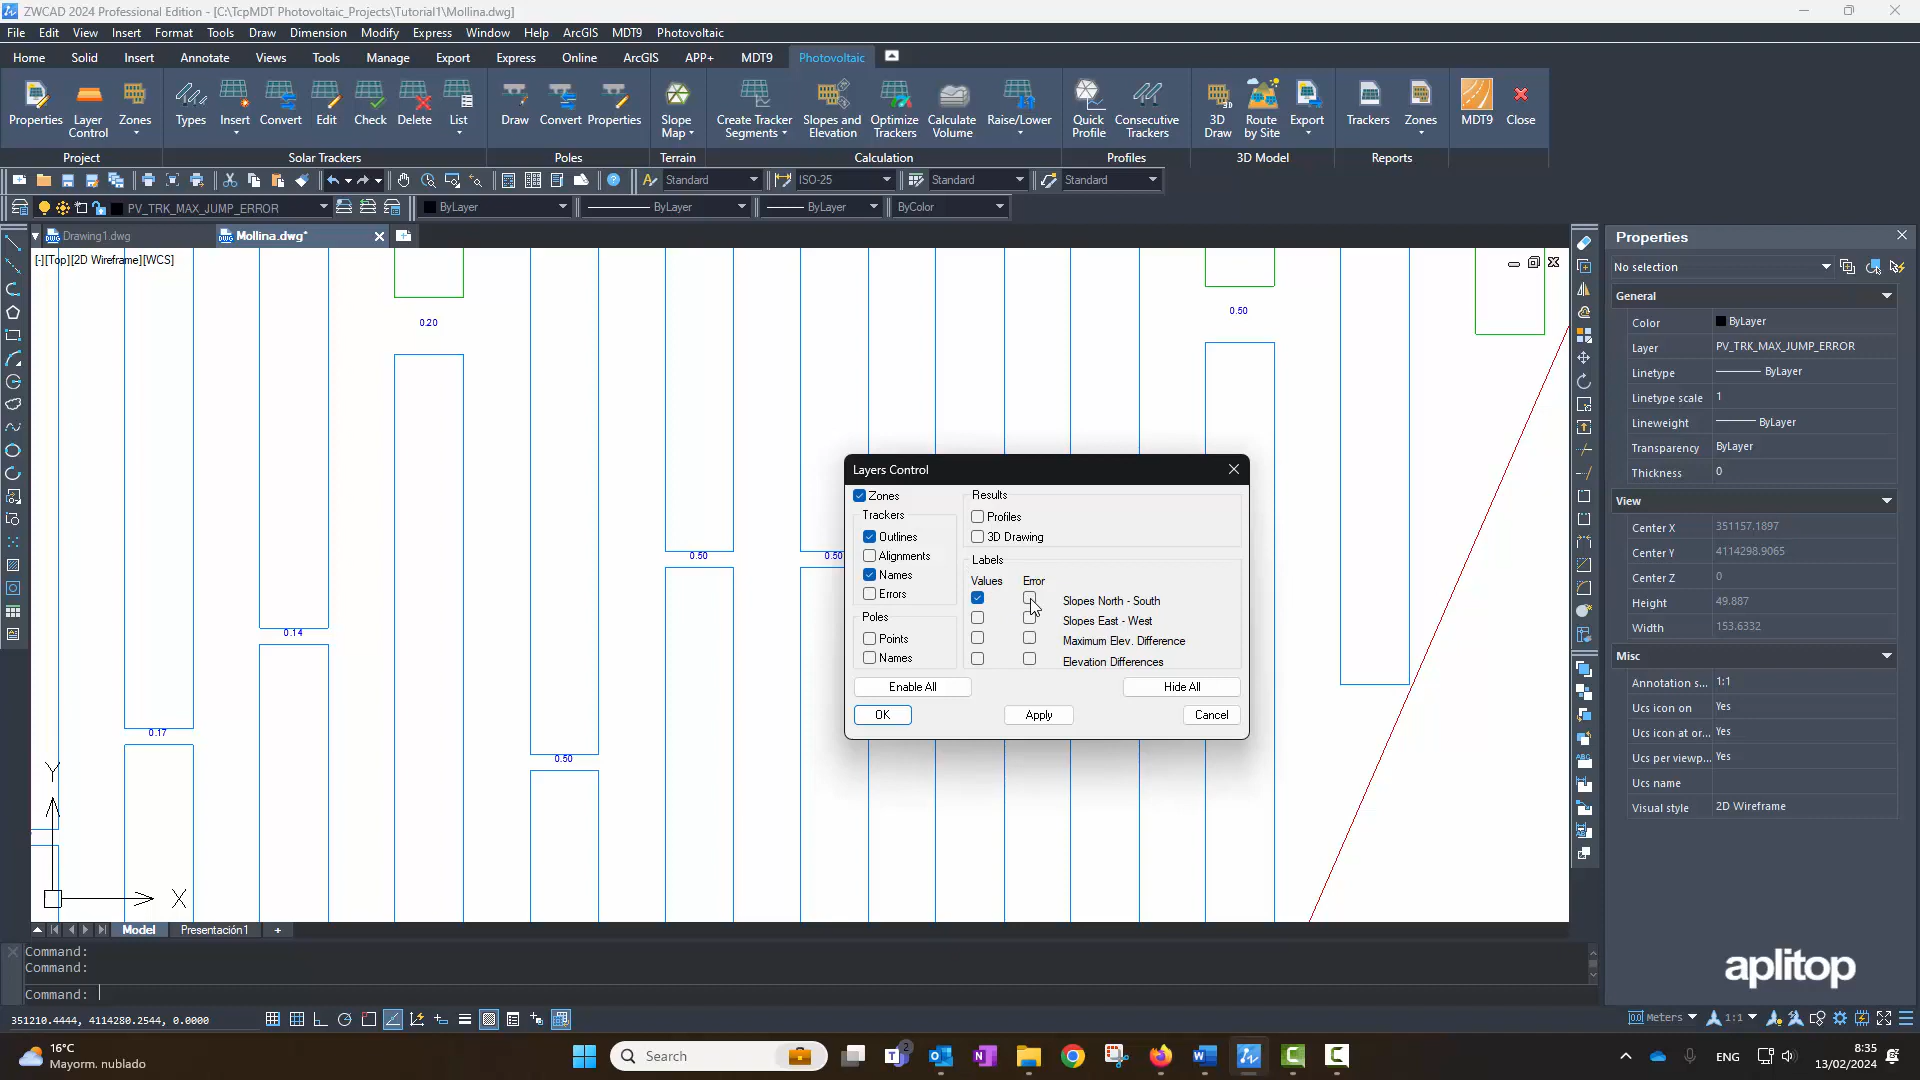 ZWCAD 2024 Professional Edition - [C:\TcpMDT Photovoltaic_Projects\Tutorial1\Mollina.dwg]
File Edit View Insert Format Tools Draw Dimension Modify Express Window Help ArcGIS MDT9 Photovoltaic
Home Solid Insert Annotate Views Tools Manage Export Express Online ArcGIS APP+ MDT9 Photovoltaic
Properties Layer Control Zones Types Insert Convert Edit Check Delete List Draw Convert Properties Slope Map Create Tracker Segments Slopes and Elevation Optimize Trackers Calculate Volume Raise/Lower Quick Profile Consecutive Trackers 3D Draw Route by Site Export Trackers Zones MDT9 Close
Project Solar Trackers Poles Terrain Calculation Profiles 3D Model Reports
Standard ISO-25 Standard Standard
PV_TRK_MAX_JUMP_ERROR ByLayer ByLayer ByLayer ByColor
Drawing1.dwg Mollina.dwg*
[-][Top][2D Wireframe][WCS]
0.20
0.50
0.50
0.50
0.14
0.17
0.50
Y
X
Layers Control
Zones
Trackers
Outlines
Alignments
Names
Errors
Poles
Points
Names
Results
Profiles
3D Drawing
Labels
Values Error
Slopes North - South
Slopes East - West
Maximum Elev. Difference
Elevation Differences
Enable All Hide All
OK Apply Cancel
Properties
No selection
General
Color ByLayer
Layer PV_TRK_MAX_JUMP_ERROR
Linetype ByLayer
Linetype scale 1
Lineweight ByLayer
Transparency ByLayer
Thickness 0
View
Center X 351157.1897
Center Y 4114298.9065
Center Z 0
Height 49.887
Width 153.6332
Misc
Annotation s... 1:1
Ucs icon on Yes
Ucs icon at or... Yes
Ucs per viewp... Yes
Ucs name
Visual style 2D Wireframe
Model Presentación1 +
Command:
Command:
Command:
aplitop
351210.4444, 4114280.2544, 0.0000
Meters 1:1
16°C
Mayorm. nublado
Search
2
ENG
8:35
13/02/2024